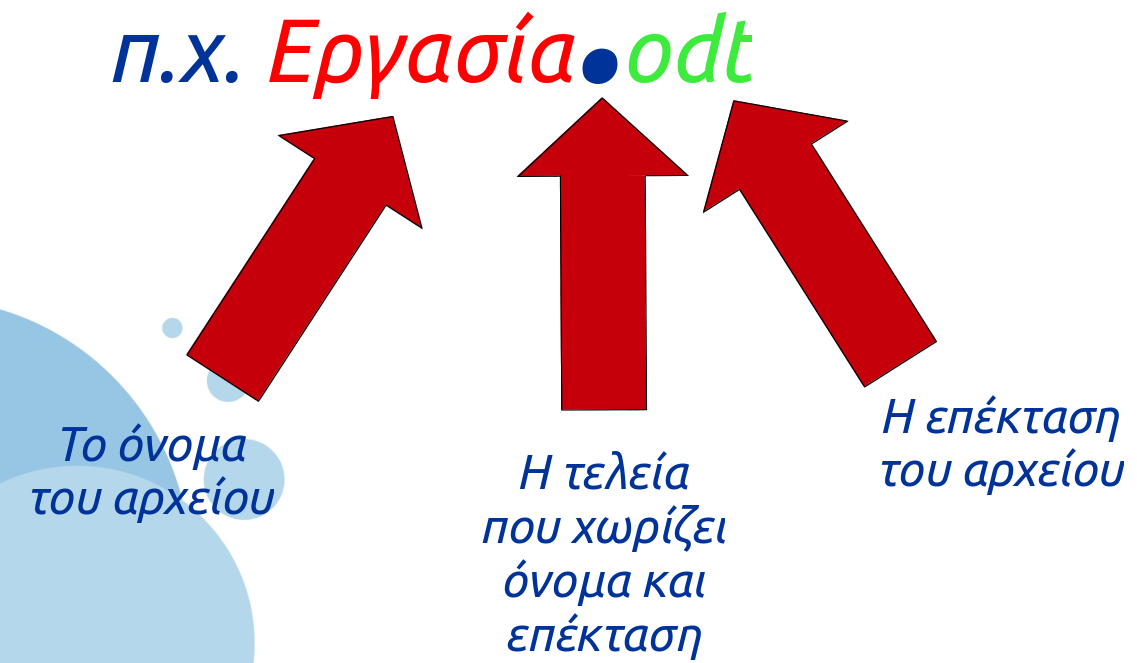 π.χ. Εργασία.odt
Το όνομα
του αρχείου
Η τελεία
που χωρίζει
όνομα και
επέκταση
Η επέκταση
του αρχείου